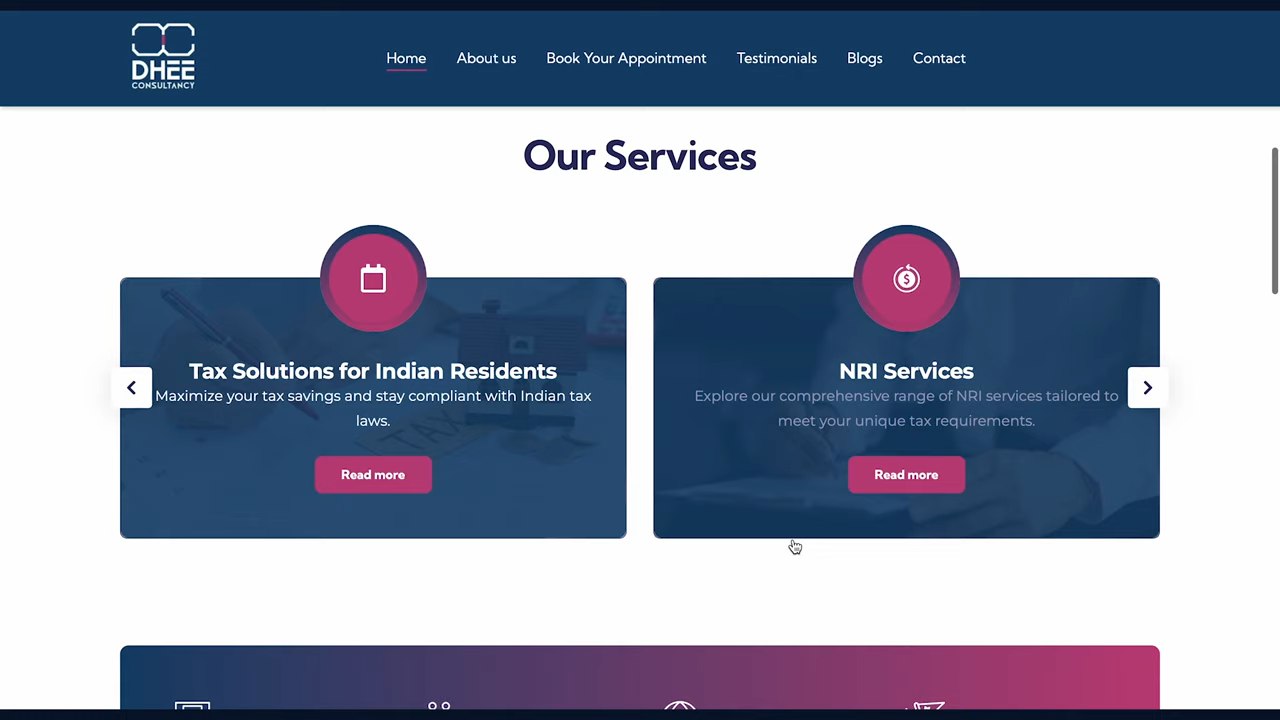 DHEE
CONSULTANCY
Home
About us
Book Your Appointment
Testimonials
Blogs
Contact
Our Services
Tax Solutions for Indian Residents
Maximize your tax savings and stay compliant with Indian tax
laws.
Read more
NRI Services
Explore our comprehensive range of NRI services tailored to
meet your unique tax requirements.
Read more